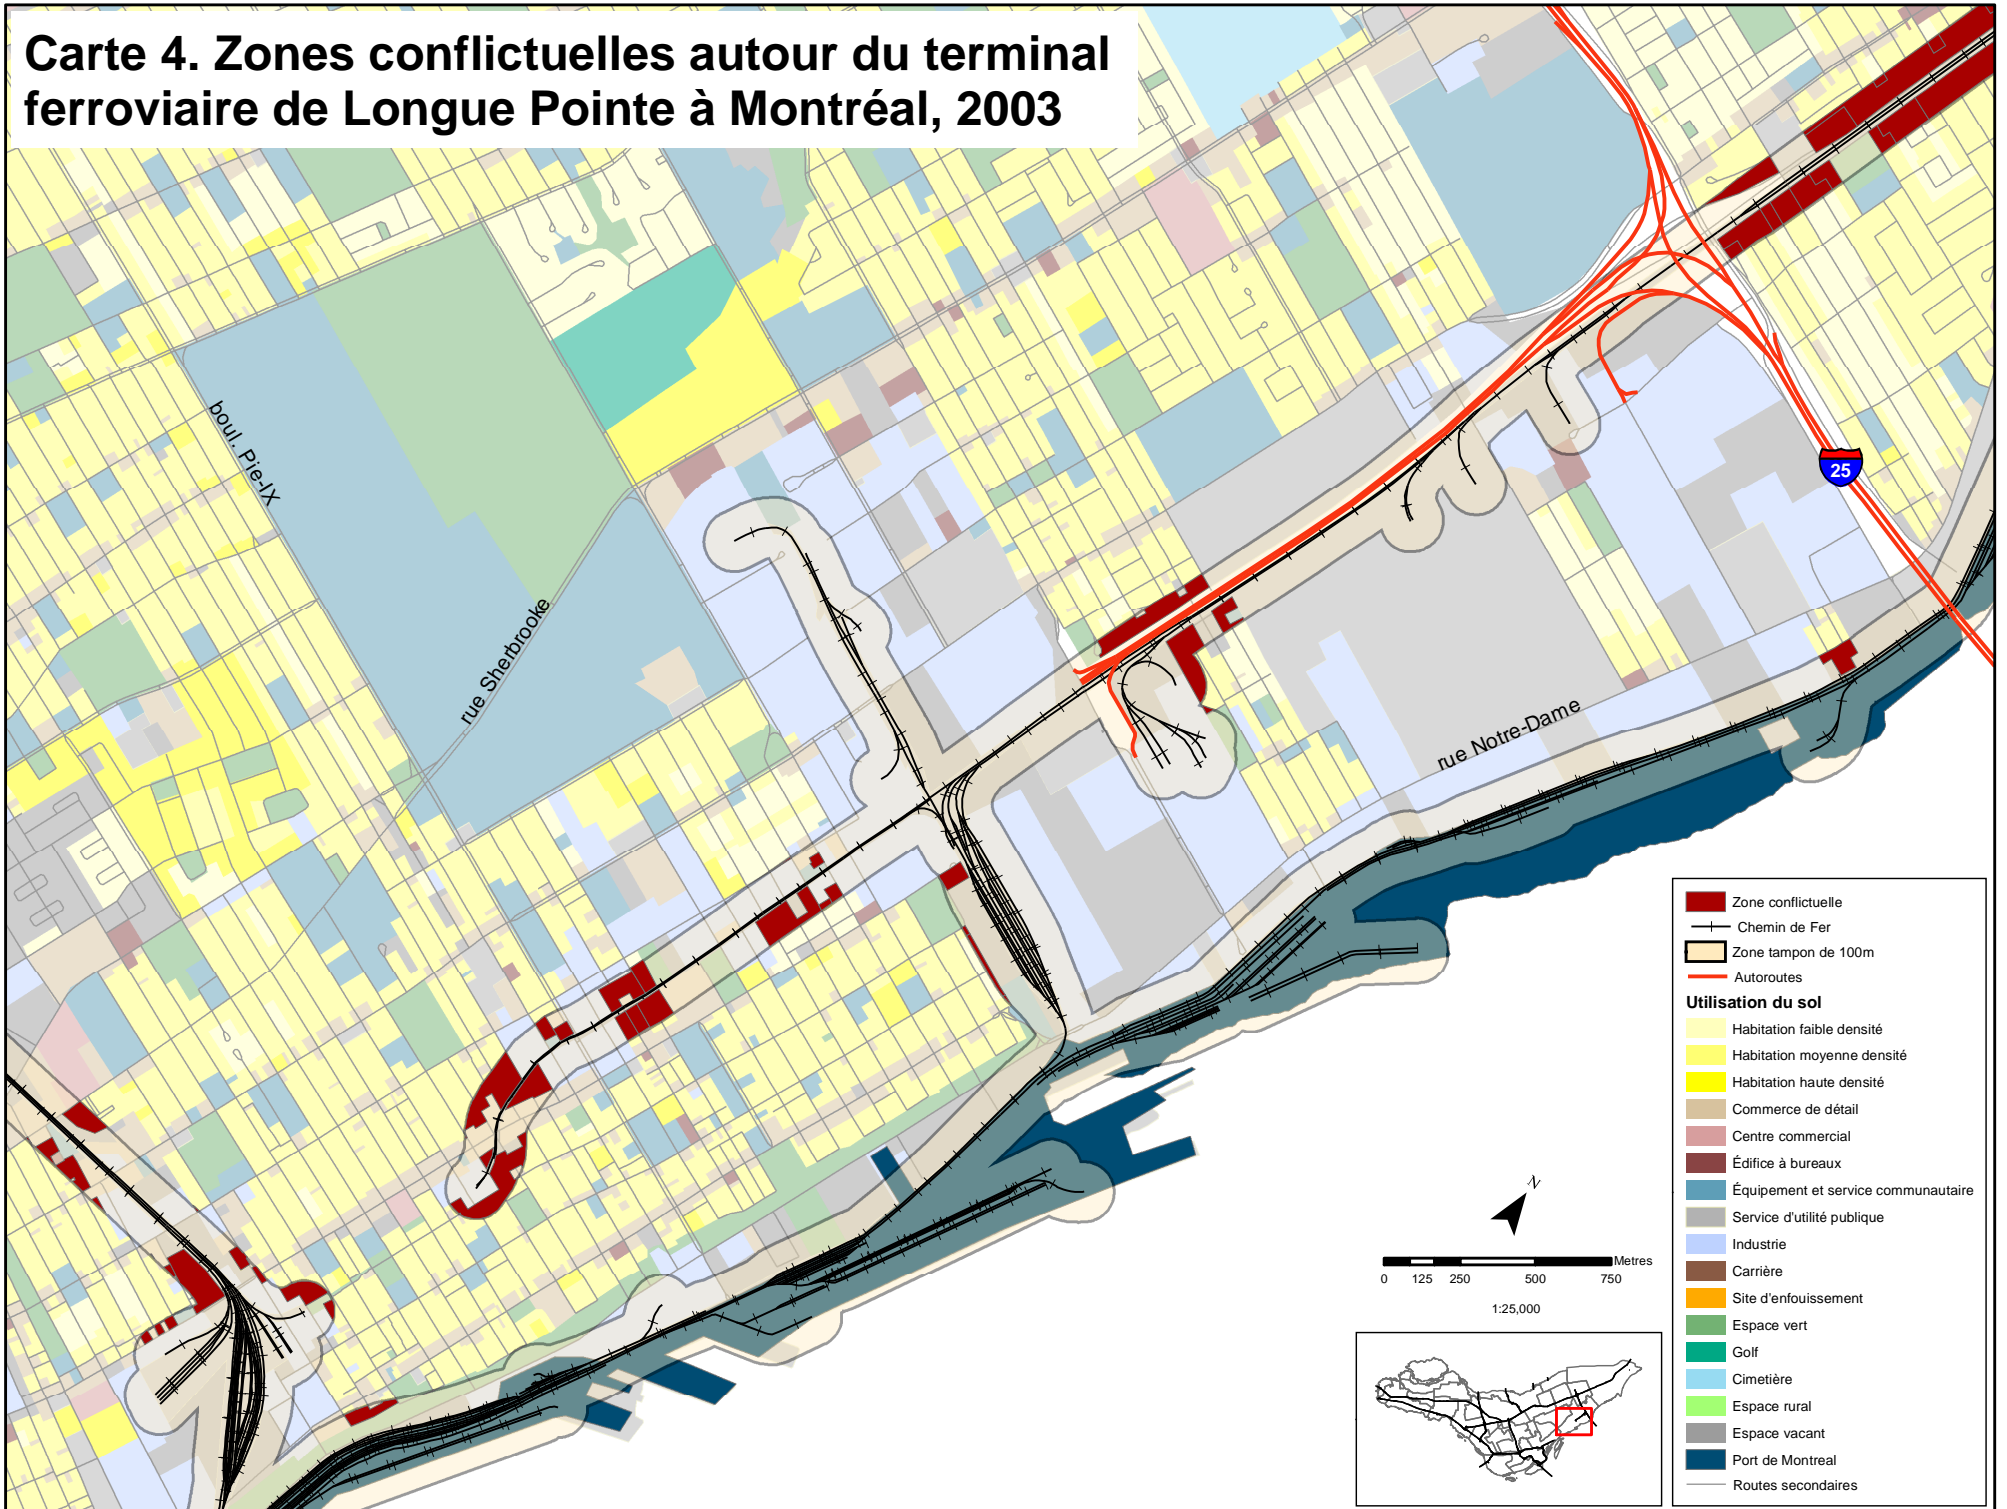 Carte 4. Zones conflictuelles autour du terminal
ferroviaire de Longue Pointe à Montréal, 2003
boul. Pie-IX
rue Sherbrooke
25
rue Notre-Dame
Zone conflictuelle
Chemin de Fer
Zone tampon de 100m
Autoroutes
Utilisation du sol
Habitation faible densité
Habitation moyenne densité
Habitation haute densité
Commerce de détail
Centre commercial
Édifice à bureaux
Équipement et service communautaire
Service d'utilité publique
Industrie
Carrière
Site d'enfouissement
Espace vert
Golf
Cimetière
Espace rural
Espace vacant
Port de Montreal
Routes secondaires
N
Metres
0 125 250 500 750
1:25,000